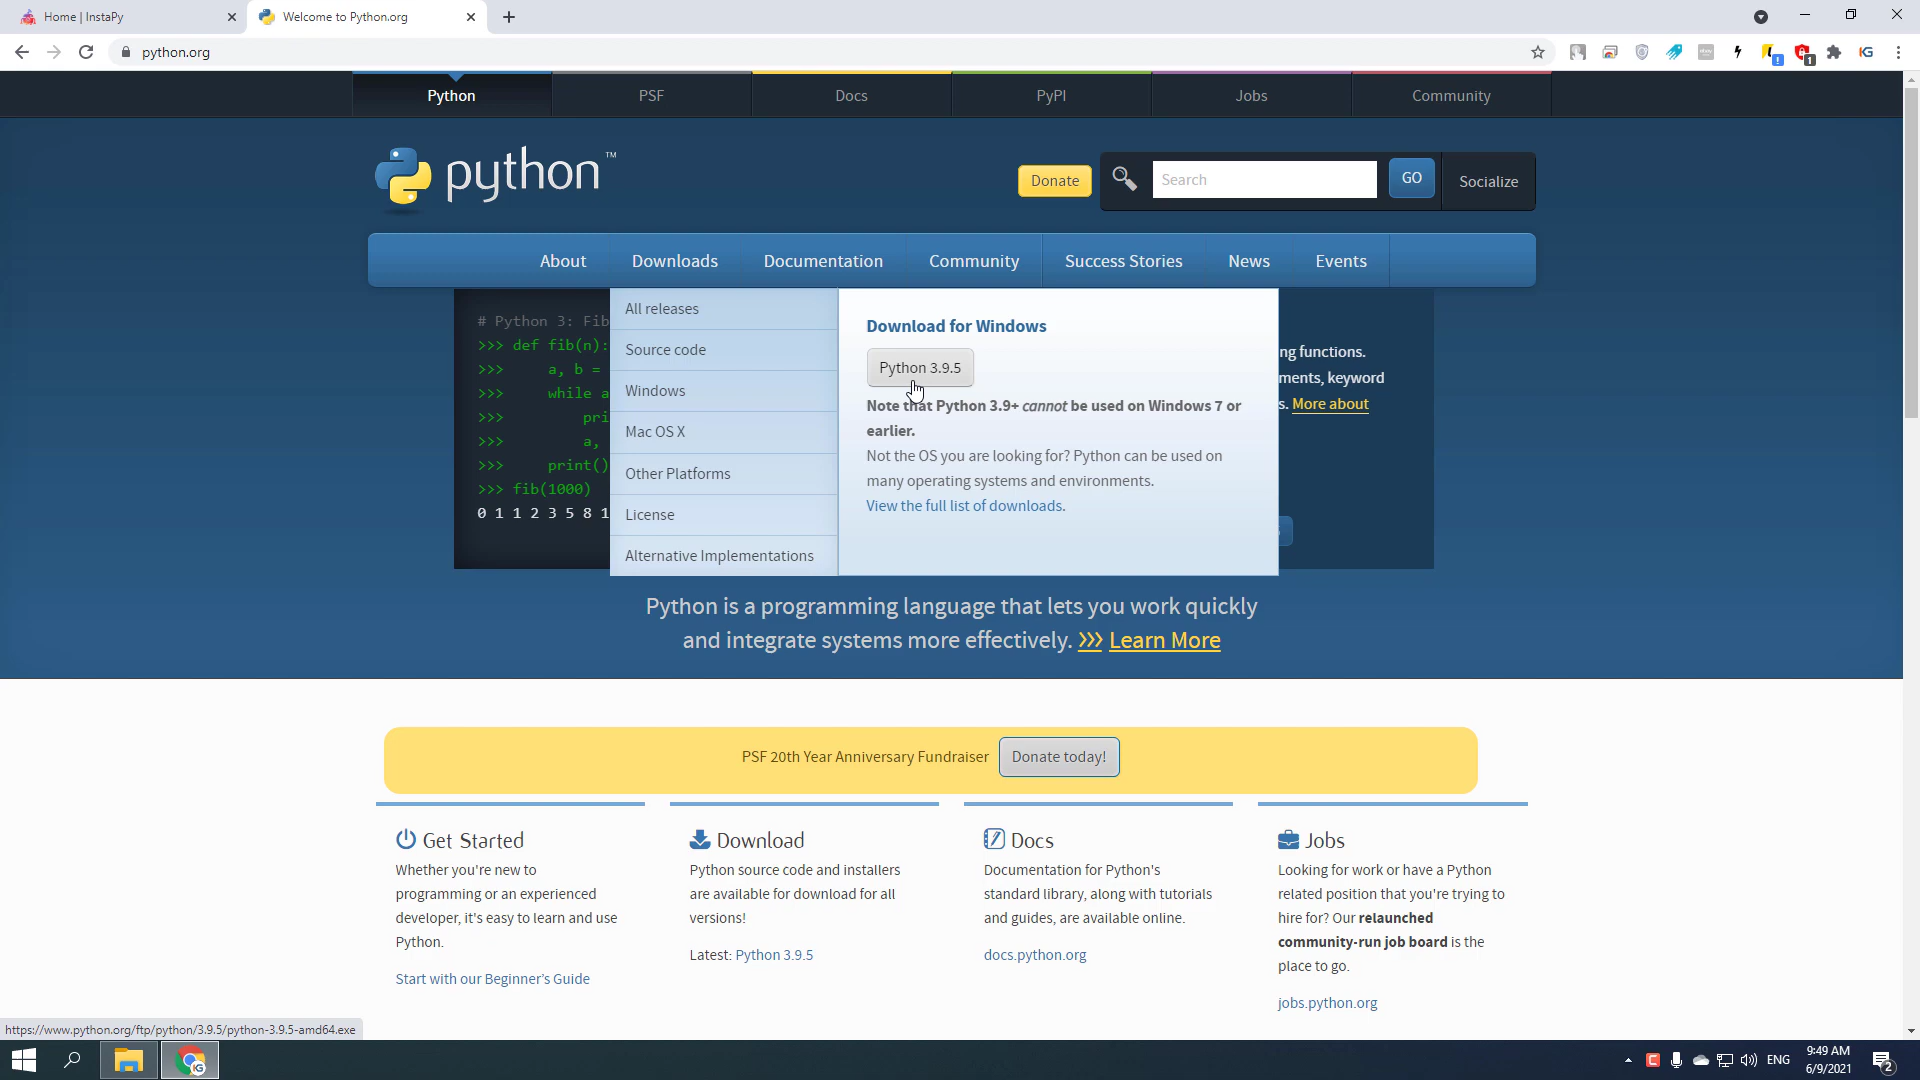 Home | InstaPy
Welcome to Python.org
python.org
Python
PSF
Docs
PyPI
Jobs
Community
python™
Donate
Search
GO
Socialize
About
Downloads
Documentation
Community
Success Stories
News
Events
# Python 3: Fib
>>> def fib(n):
>>>     a, b =
>>>     while a
>>>         pri
>>>         a,
>>>     print()
>>> fib(1000)
0 1 1 2 3 5 8 1
All releases
Source code
Windows
Mac OS X
Other Platforms
License
Alternative Implementations
Download for Windows
Python 3.9.5
Note that Python 3.9+ cannot be used on Windows 7 or
earlier.
Not the OS you are looking for? Python can be used on
many operating systems and environments.
View the full list of downloads.
ng functions.
ments, keyword
s. More about
Python is a programming language that lets you work quickly
and integrate systems more effectively. >>> Learn More
PSF 20th Year Anniversary Fundraiser
Donate today!
Get Started
Whether you're new to
programming or an experienced
developer, it's easy to learn and use
Python.
Start with our Beginner’s Guide
Download
Python source code and installers
are available for download for all
versions!
Latest: Python 3.9.5
Docs
Documentation for Python's
standard library, along with tutorials
and guides, are available online.
docs.python.org
Jobs
Looking for work or have a Python
related position that you're trying to
hire for? Our relaunched
community-run job board is the
place to go.
jobs.python.org
https://www.python.org/ftp/python/3.9.5/python-3.9.5-amd64.exe
ENG
9:49 AM
6/9/2021
2